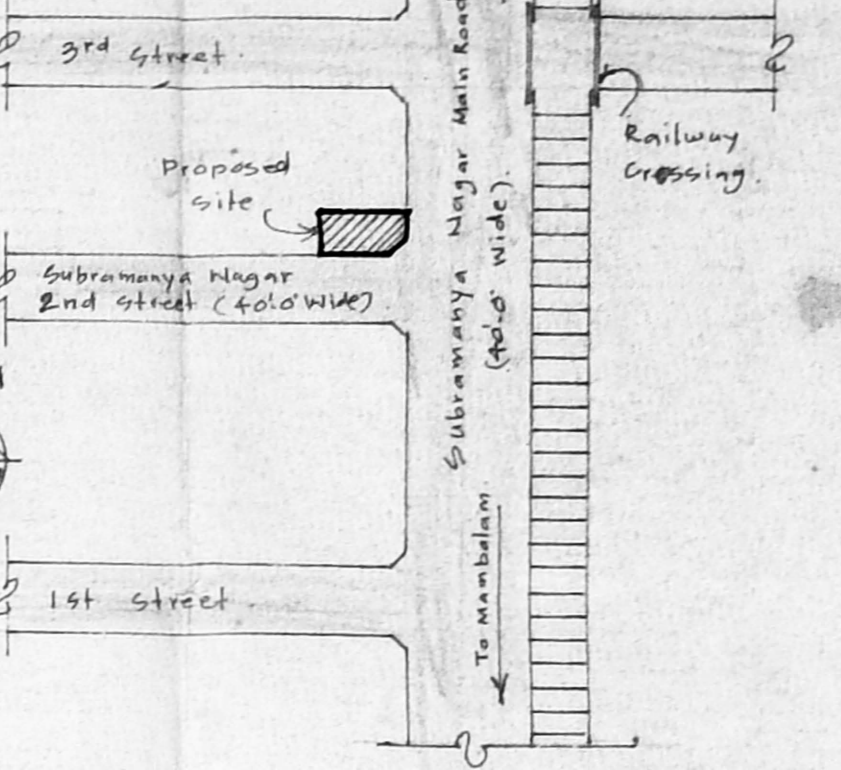 3rd Street.
Proposed
site
Subramanya Nagar
2nd Street (40'.0" Wide)
1st Street
Subramanya Nagar Main Road
(40'.0" Wide).
To Mambalam
Railway
Crossing.